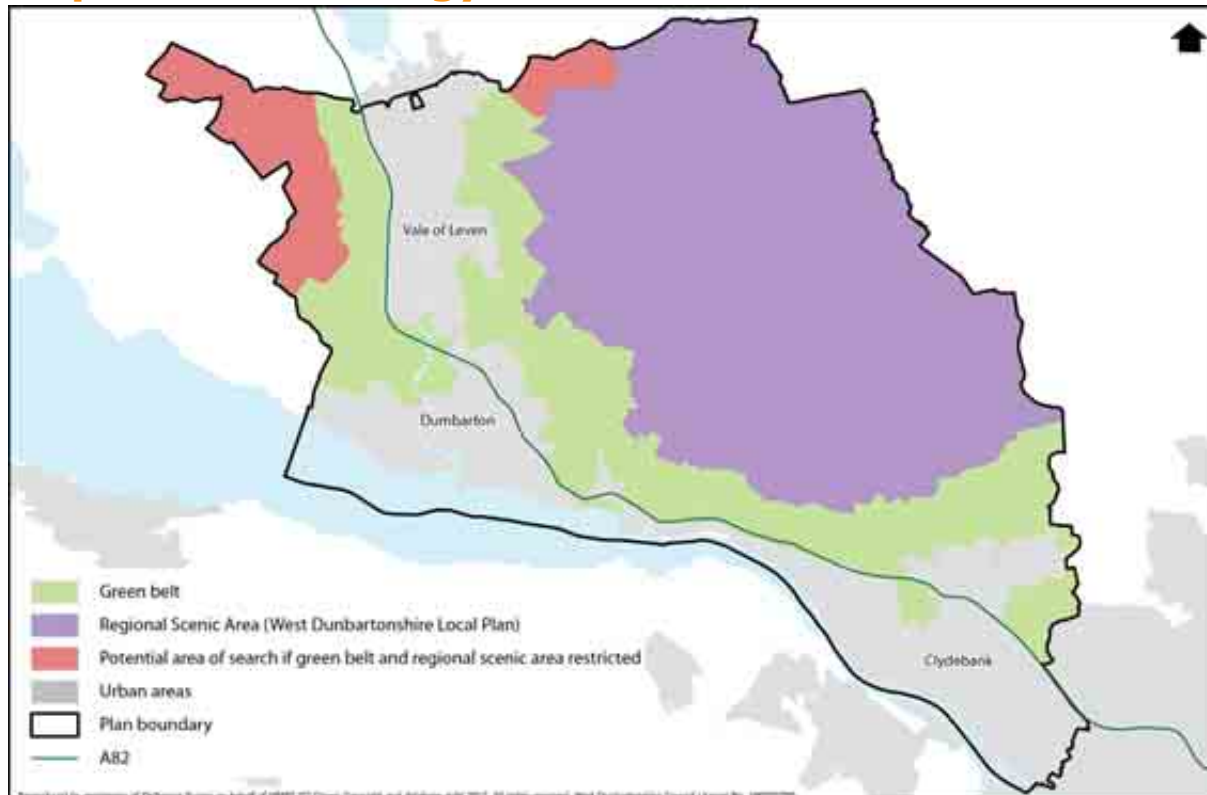 Vale of Leven
Dumbarton
Clydebank
Green belt
Regional Scenic Area (West Dunbartonshire Local Plan)
Potential area of search if green belt and regional scenic area restricted
Urban areas
Plan boundary
A82